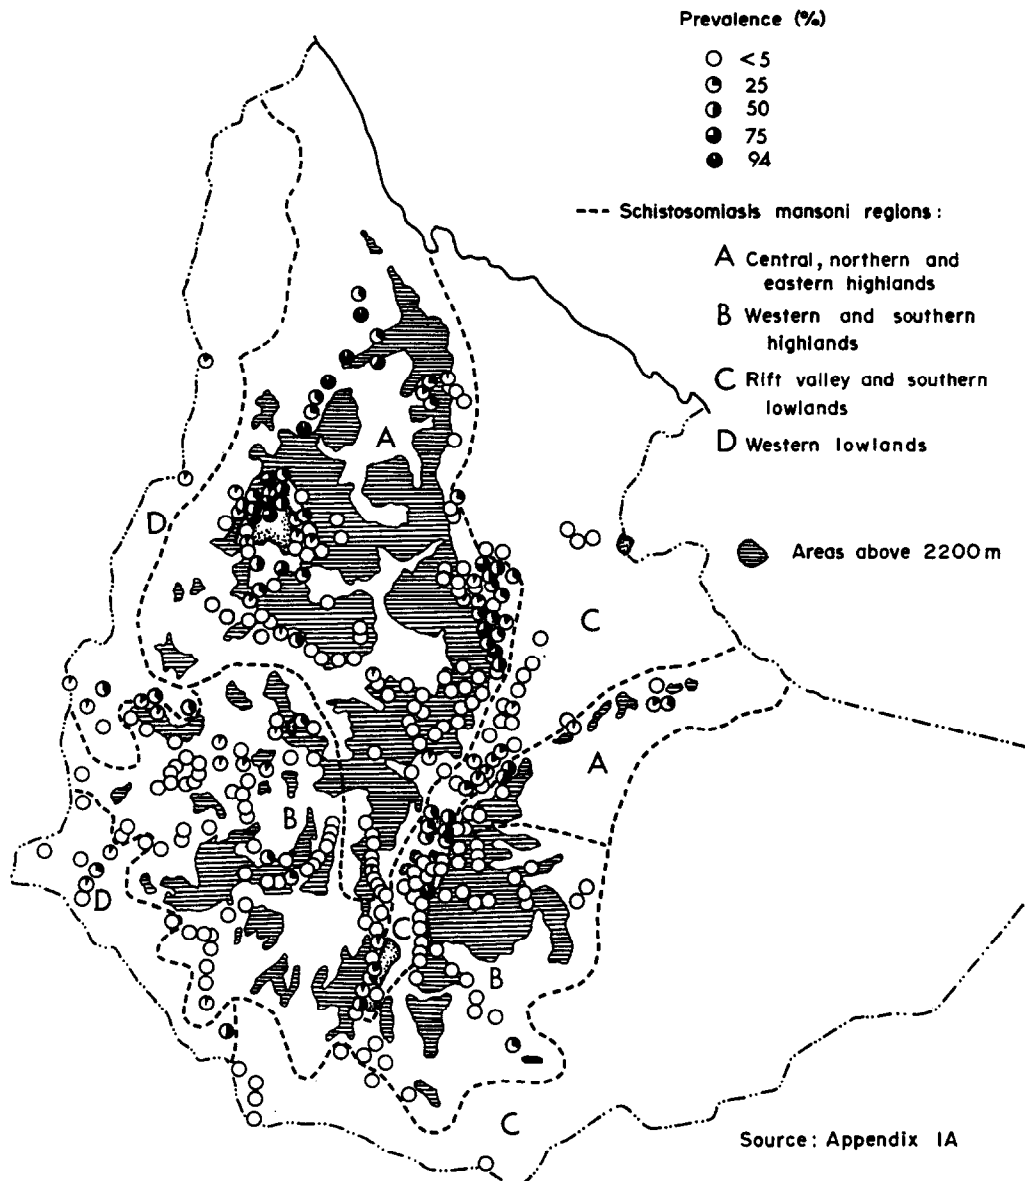 Prevalence (%)
<5
25
50
75
94
Schistosomiasis mansoni regions:
A Central, northern and
eastern highlands
B Western and southern
highlands
C Rift valley and southern
lowlands
D Western lowlands
Areas above 2200 m
A
D
C
A
B
D
C
B
C
Source: Appendix 1A